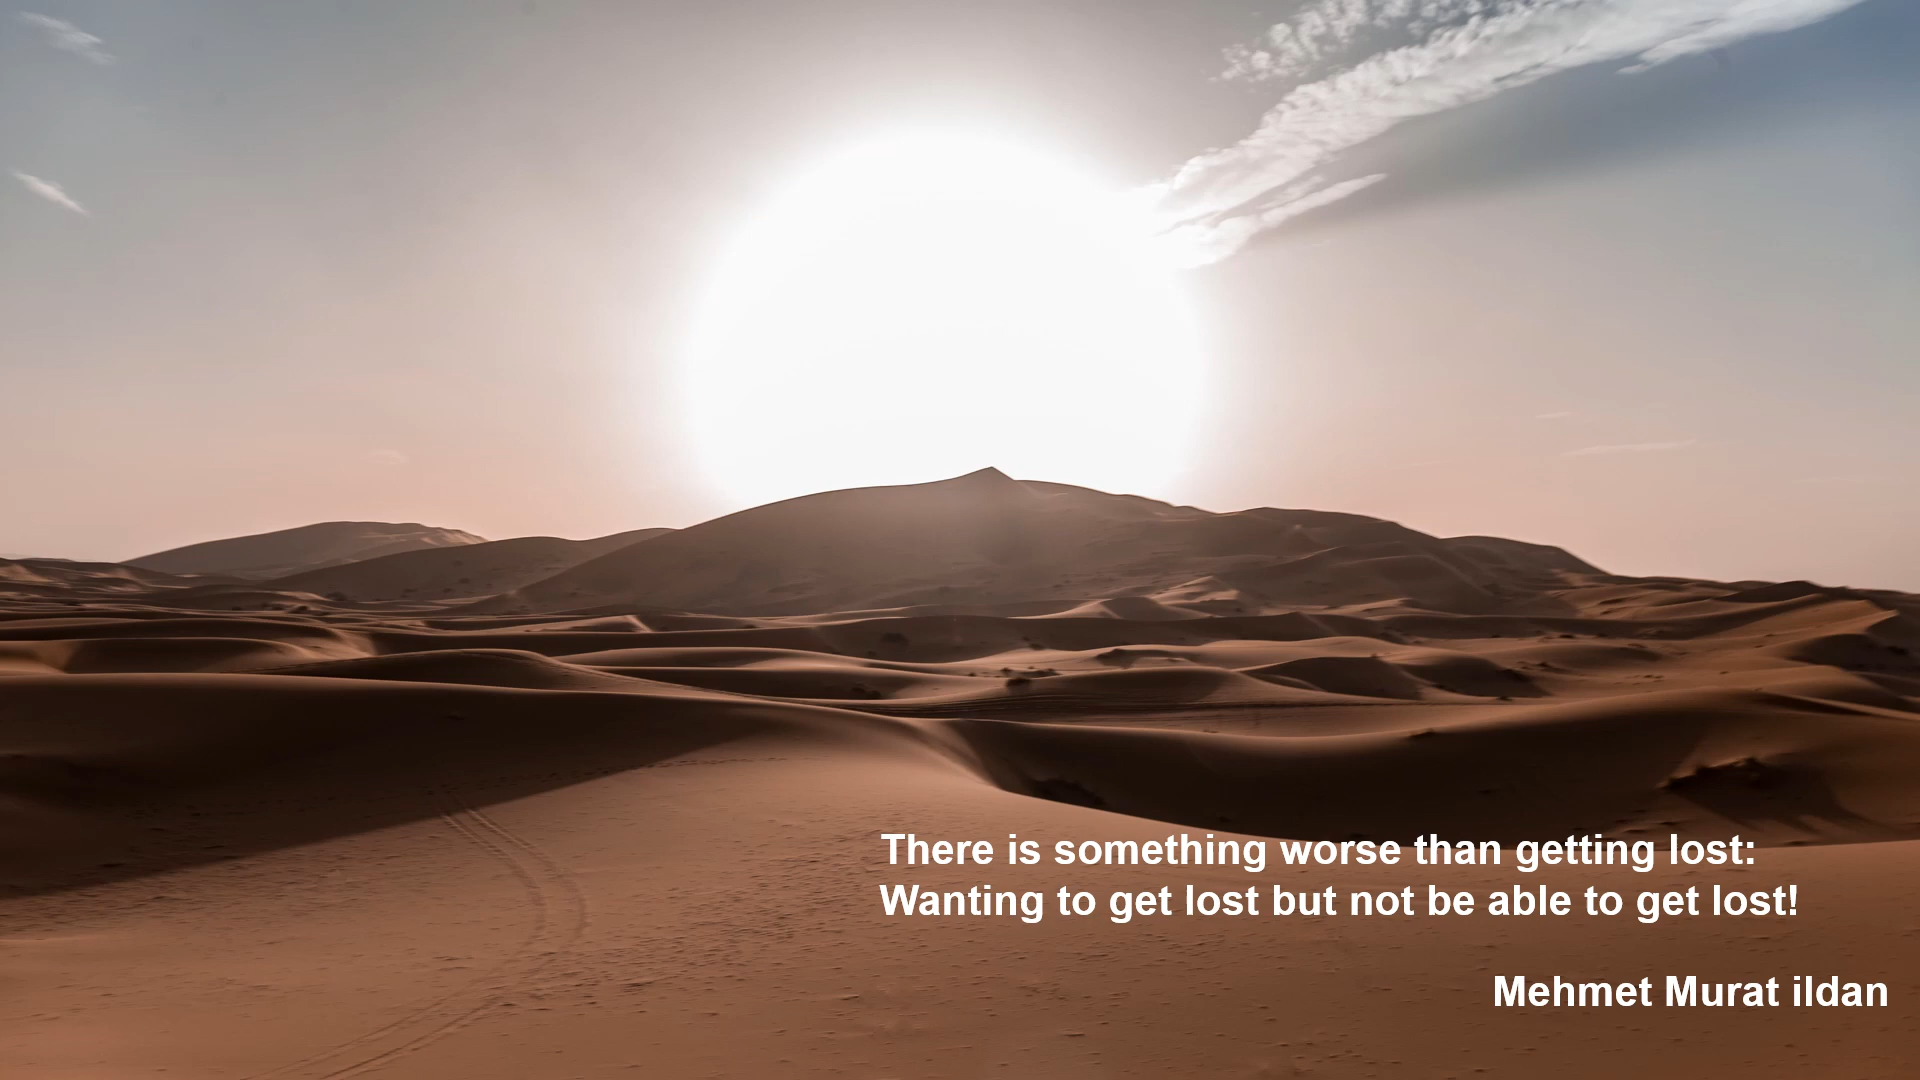 There is something worse than getting lost:
Wanting to get lost but not be able to get lost!
Mehmet Murat ildan